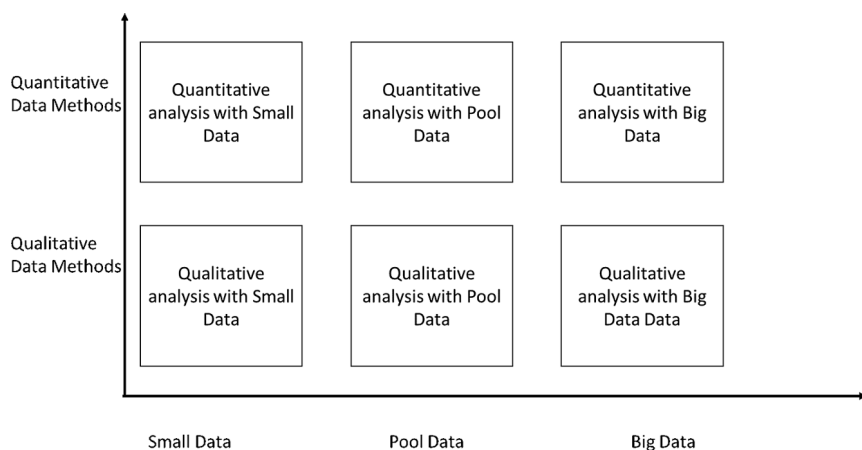 Quantitative
Data Methods
Quantitative
analysis with Small
Data
Quantitative
analysis with Pool
Data
Quantitative
analysis with Big
Data
Qualitative
Data Methods
Qualitative
analysis with Small
Data
Qualitative
analysis with Pool
Data
Qualitative
analysis with Big
Data Data
Small Data
Pool Data
Big Data